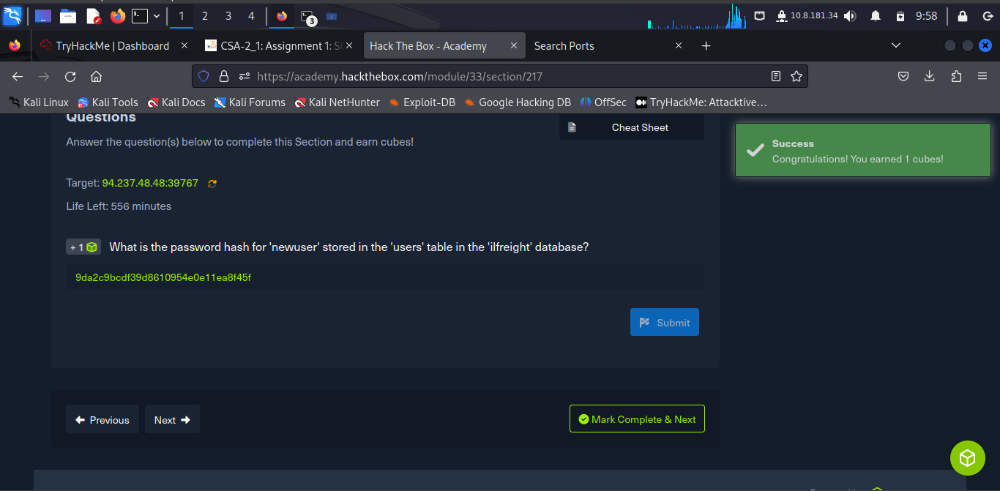 1 2 3 4 3 10.8.181.34 9:58
TryHackMe | Dashboard CSA-2_1: Assignment 1: SC Hack The Box - Academy Search Ports
https://academy.hackthebox.com/module/33/section/217
Kali Linux Kali Tools Kali Docs Kali Forums Kali NetHunter Exploit-DB Google Hacking DB OffSec TryHackMe: Attacktive…
Questions
Cheat Sheet
Answer the question(s) below to complete this Section and earn cubes!
Success
Congratulations! You earned 1 cubes!
Target: 94.237.48.48:39767
Life Left: 556 minutes
+ 1 What is the password hash for 'newuser' stored in the 'users' table in the 'ilfreight' database?
9da2c9bcdf39d8610954e0e11ea8f45f
Submit
Previous Next Mark Complete & Next